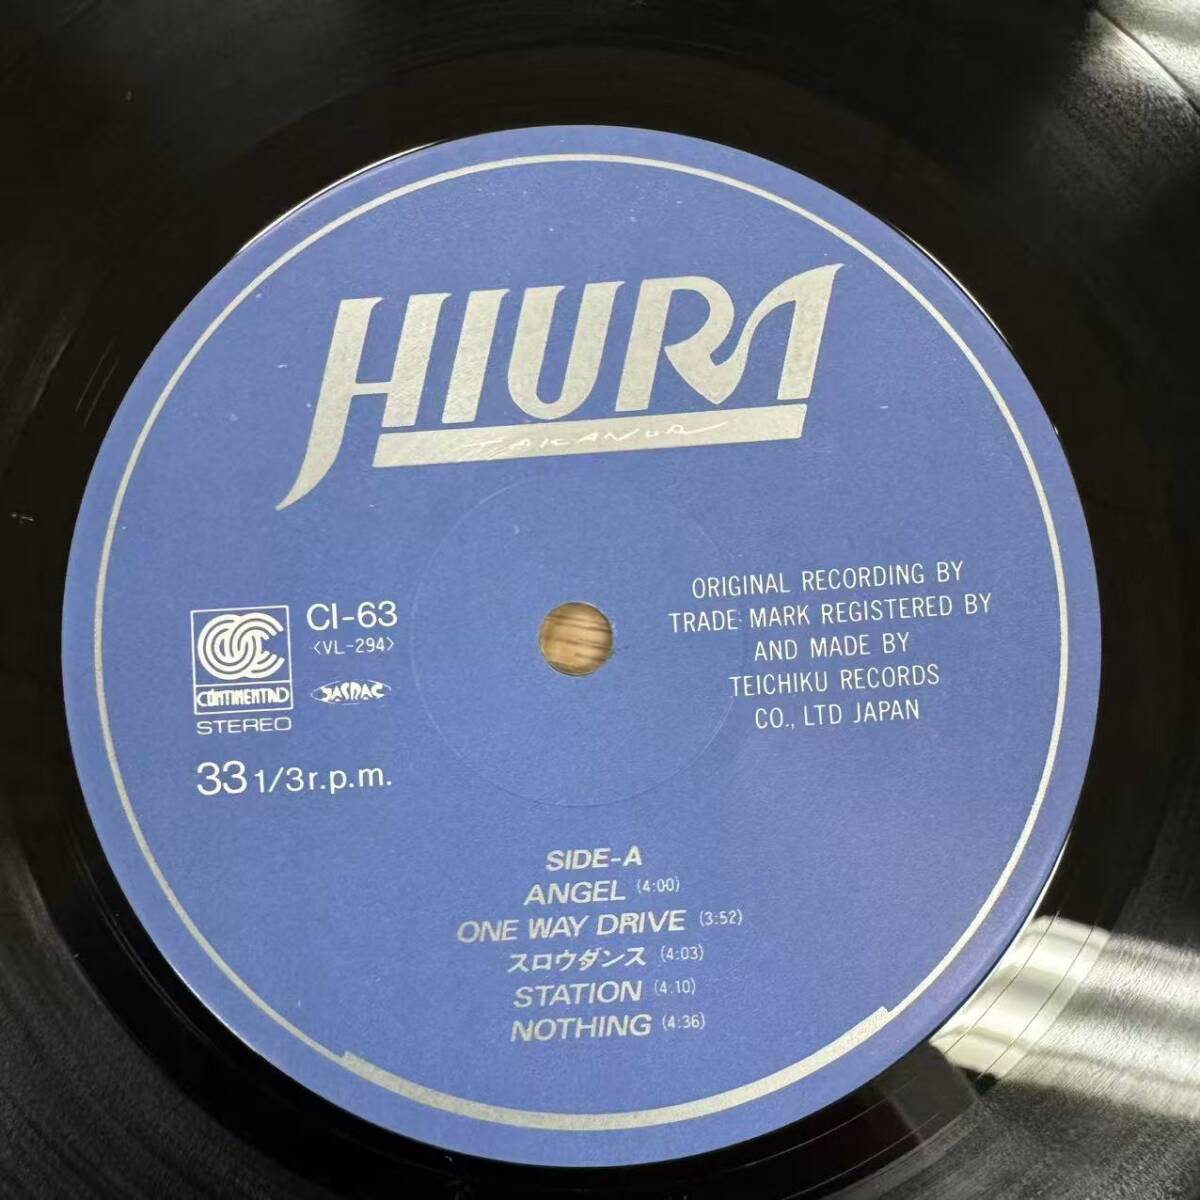 HIURA
TAKANORI
CI-63
<VL-294>
CONTINENTAL
JASRAC
STEREO
33 1/3 r.p.m.
ORIGINAL RECORDING BY
TRADE MARK REGISTERED BY
AND MADE BY
TEICHIKU RECORDS
CO., LTD JAPAN
SIDE-A
ANGEL (4:00)
ONE WAY DRIVE (3:52)
スロウダンス (4:03)
STATION (4:10)
NOTHING (4:36)